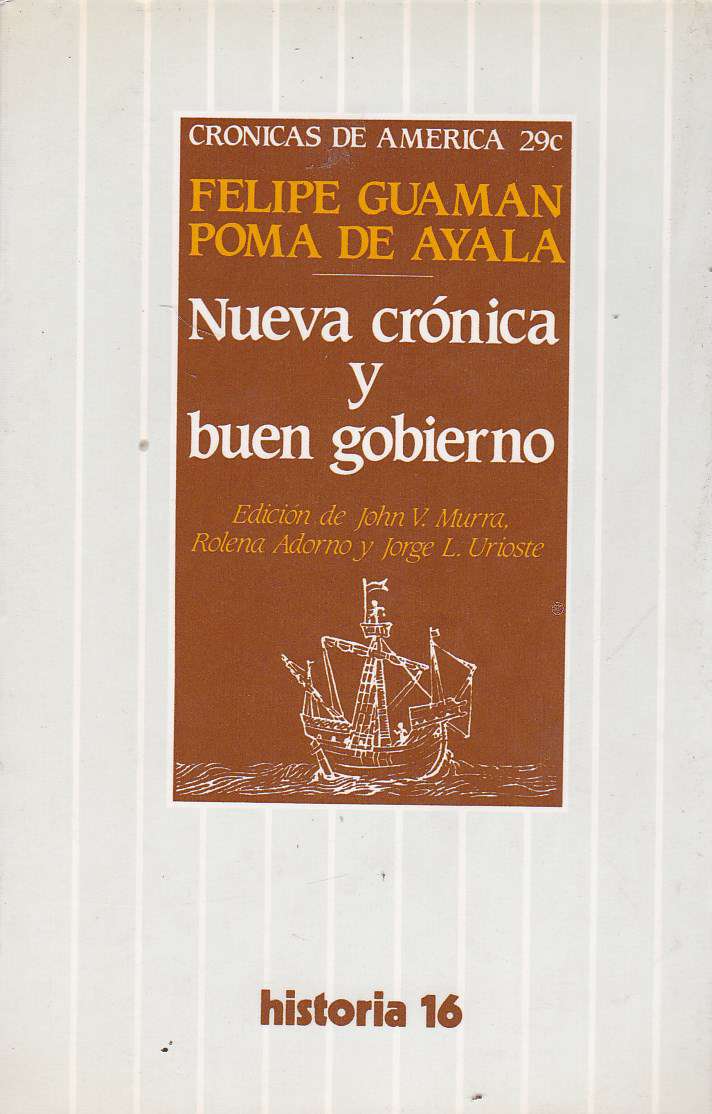 CRONICAS DE AMERICA 29c
FELIPE GUAMAN
POMA DE AYALA
Nueva crónica
y
buen gobierno
Edición de John V. Murra,
Rolena Adorno y Jorge L. Urioste
historia 16